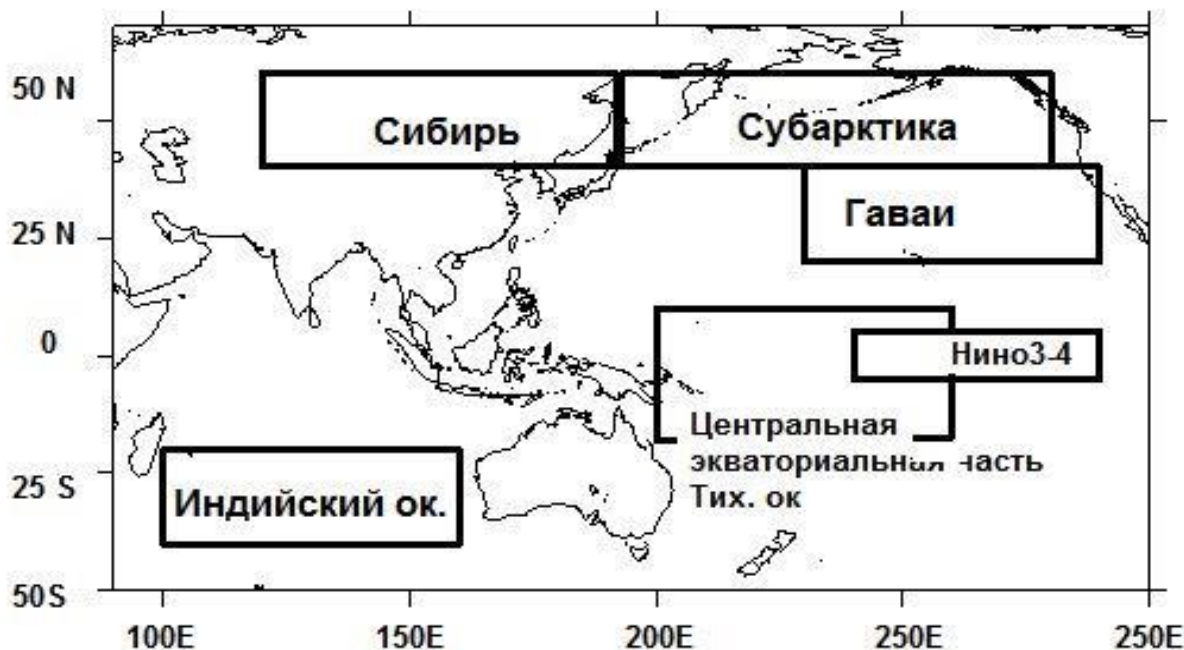 50 N
Сибирь
Субарктика
Гаваи
25 N
0
Нино3-4
Центральная
экваториальная часть
Тих. ок
25 S
Индийский ок.
50S
100E
150E
200E
250E
250E